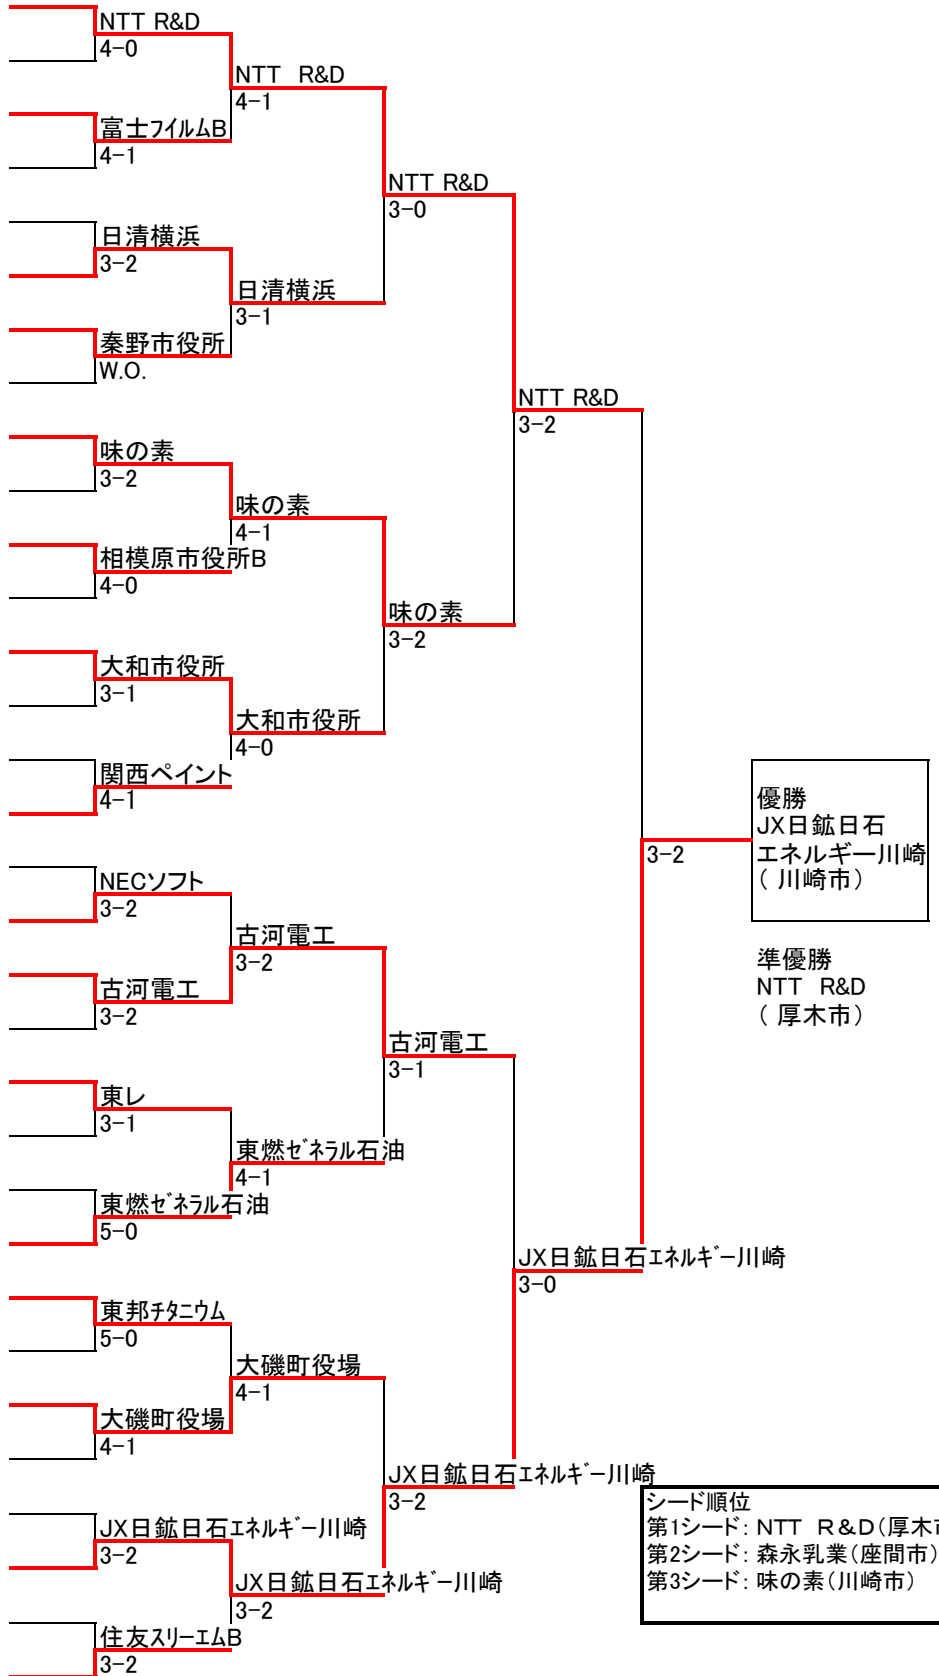 NTT R&D
4-0
NTT R&D
4-1
富士フイルムB
4-1
NTT R&D
3-0
日清横浜
3-2
日清横浜
3-1
秦野市役所
W.O.
NTT R&D
3-2
味の素
3-2
味の素
4-1
相模原市役所B
4-0
味の素
3-2
大和市役所
3-1
大和市役所
4-0
関西ペイント
4-1
優勝
JX日鉱日石
エネルギー川崎
(川崎市)
3-2
NECソフト
3-2
古河電工
3-2
準優勝
NTT R&D
(厚木市)
古河電工
3-2
古河電工
3-1
東レ
3-1
東燃ゼネラル石油
4-1
東燃ゼネラル石油
5-0
JX日鉱日石エネルギー川崎
3-0
東邦チタニウム
5-0
大磯町役場
4-1
大磯町役場
4-1
JX日鉱日石エネルギー川崎
3-2
JX日鉱日石エネルギー川崎
3-2
JX日鉱日石エネルギー川崎
3-2
住友スリーエムB
3-2
シード順位
第1シード: NTT R&D(厚木
第2シード: 森永乳業(座間市)
第3シード: 味の素(川崎市)